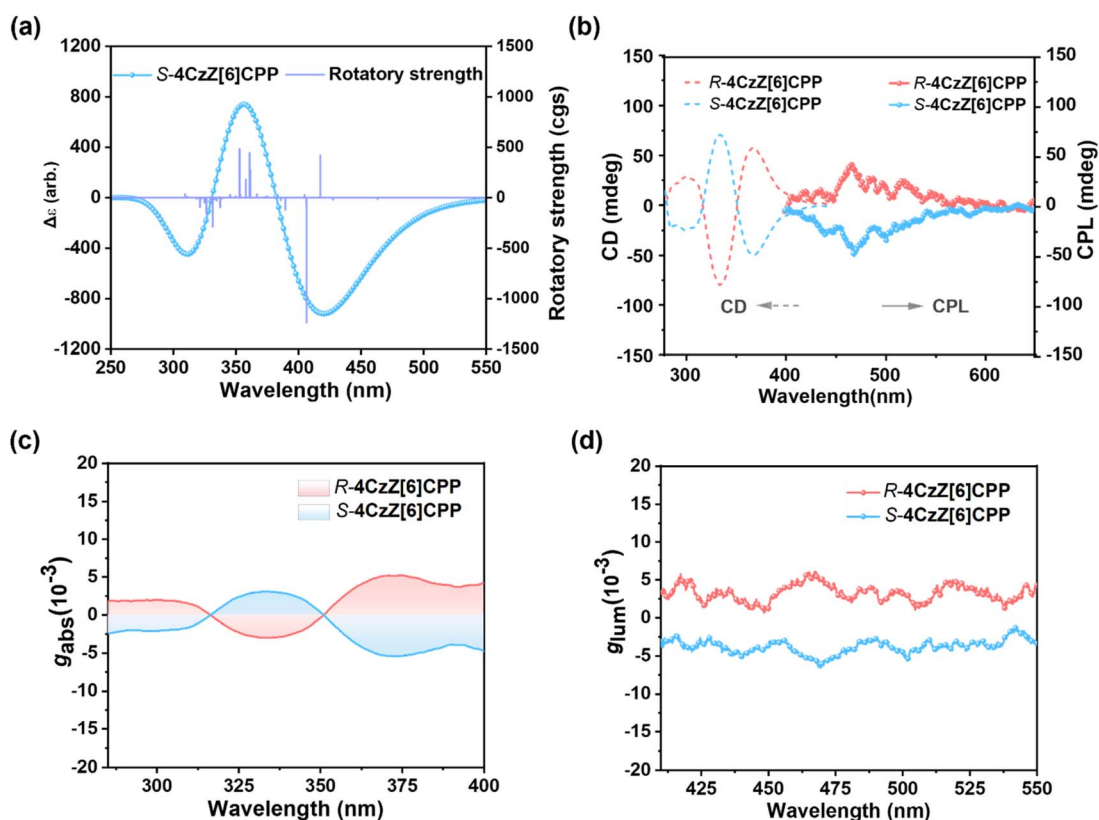 (a)
1200
800
400
0
-400
-800
-1200
Δε (arb.)
S-4CzZ[6]CPP
Rotatory strength
1500
1000
500
0
-500
-1000
-1500
Rotatory strength (cgs)
250 300 350 400 450 500 550
Wavelength (nm)
(b)
150
100
50
0
-50
-100
-150
CD (mdeg)
R-4CzZ[6]CPP
S-4CzZ[6]CPP
R-4CzZ[6]CPP
S-4CzZ[6]CPP
CD
CPL
150
100
50
0
-50
-100
-150
CPL (mdeg)
300 400 500 600
Wavelength(nm)
(c)
20
15
10
5
0
-5
-10
-15
-20
gabs(10-3)
R-4CzZ[6]CPP
S-4CzZ[6]CPP
300 325 350 375 400
Wavelength (nm)
(d)
20
15
10
5
0
-5
-10
-15
-20
glum(10-3)
R-4CzZ[6]CPP
S-4CzZ[6]CPP
425 450 475 500 525 550
Wavelength (nm)